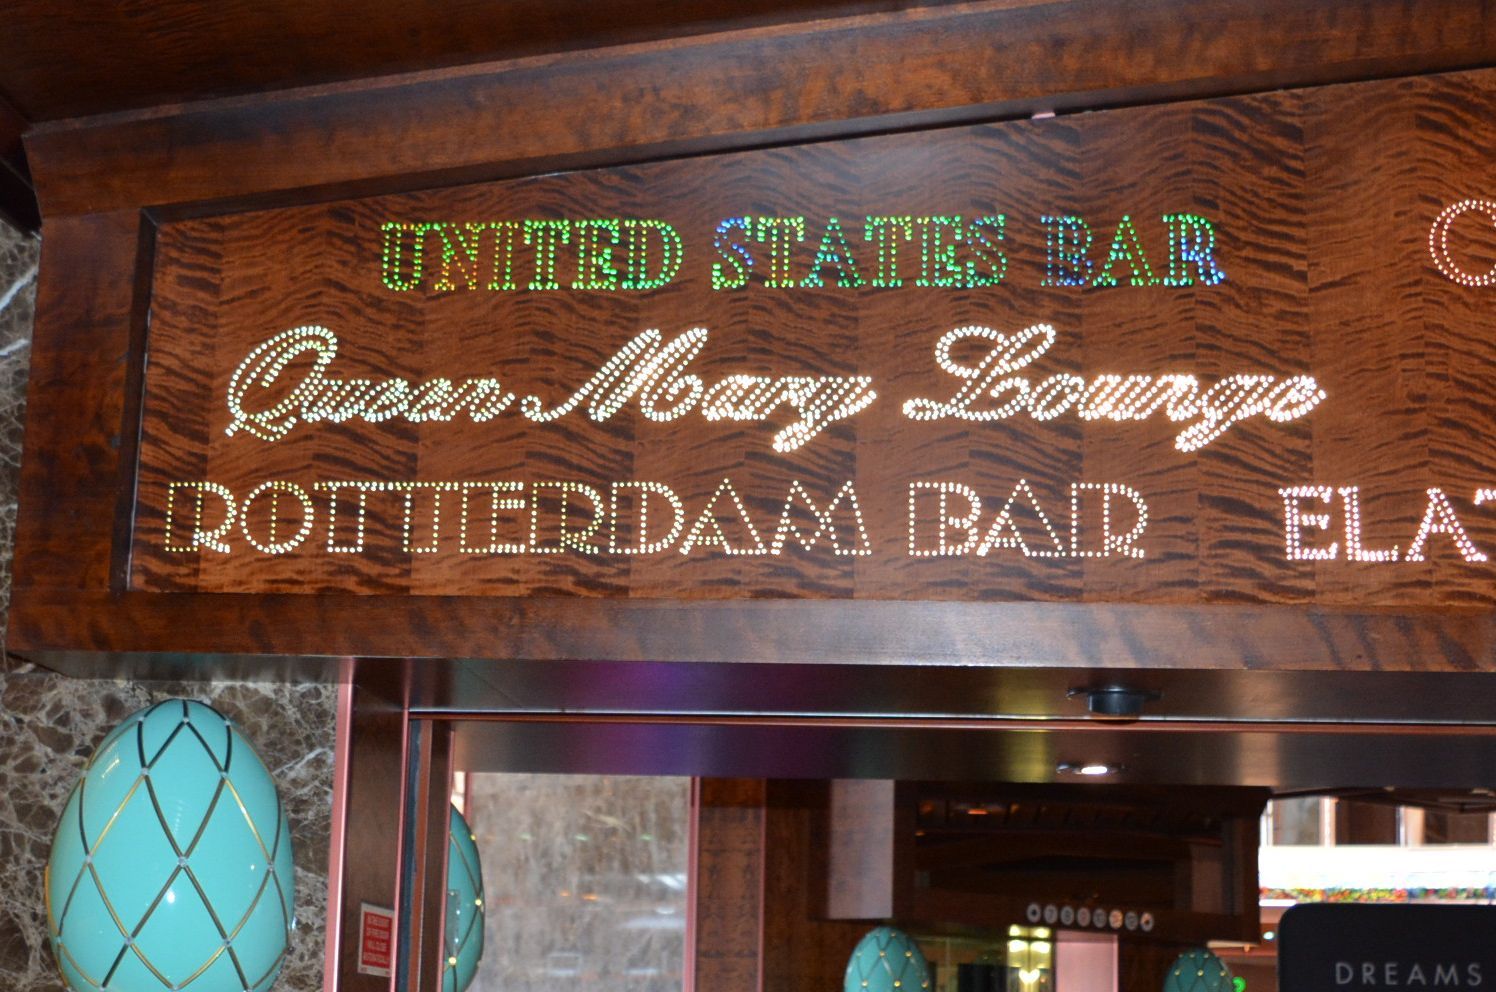 UNITED STATES BAR
Queen Mary Lounge
ROTTERDAM BAR
DREAMS